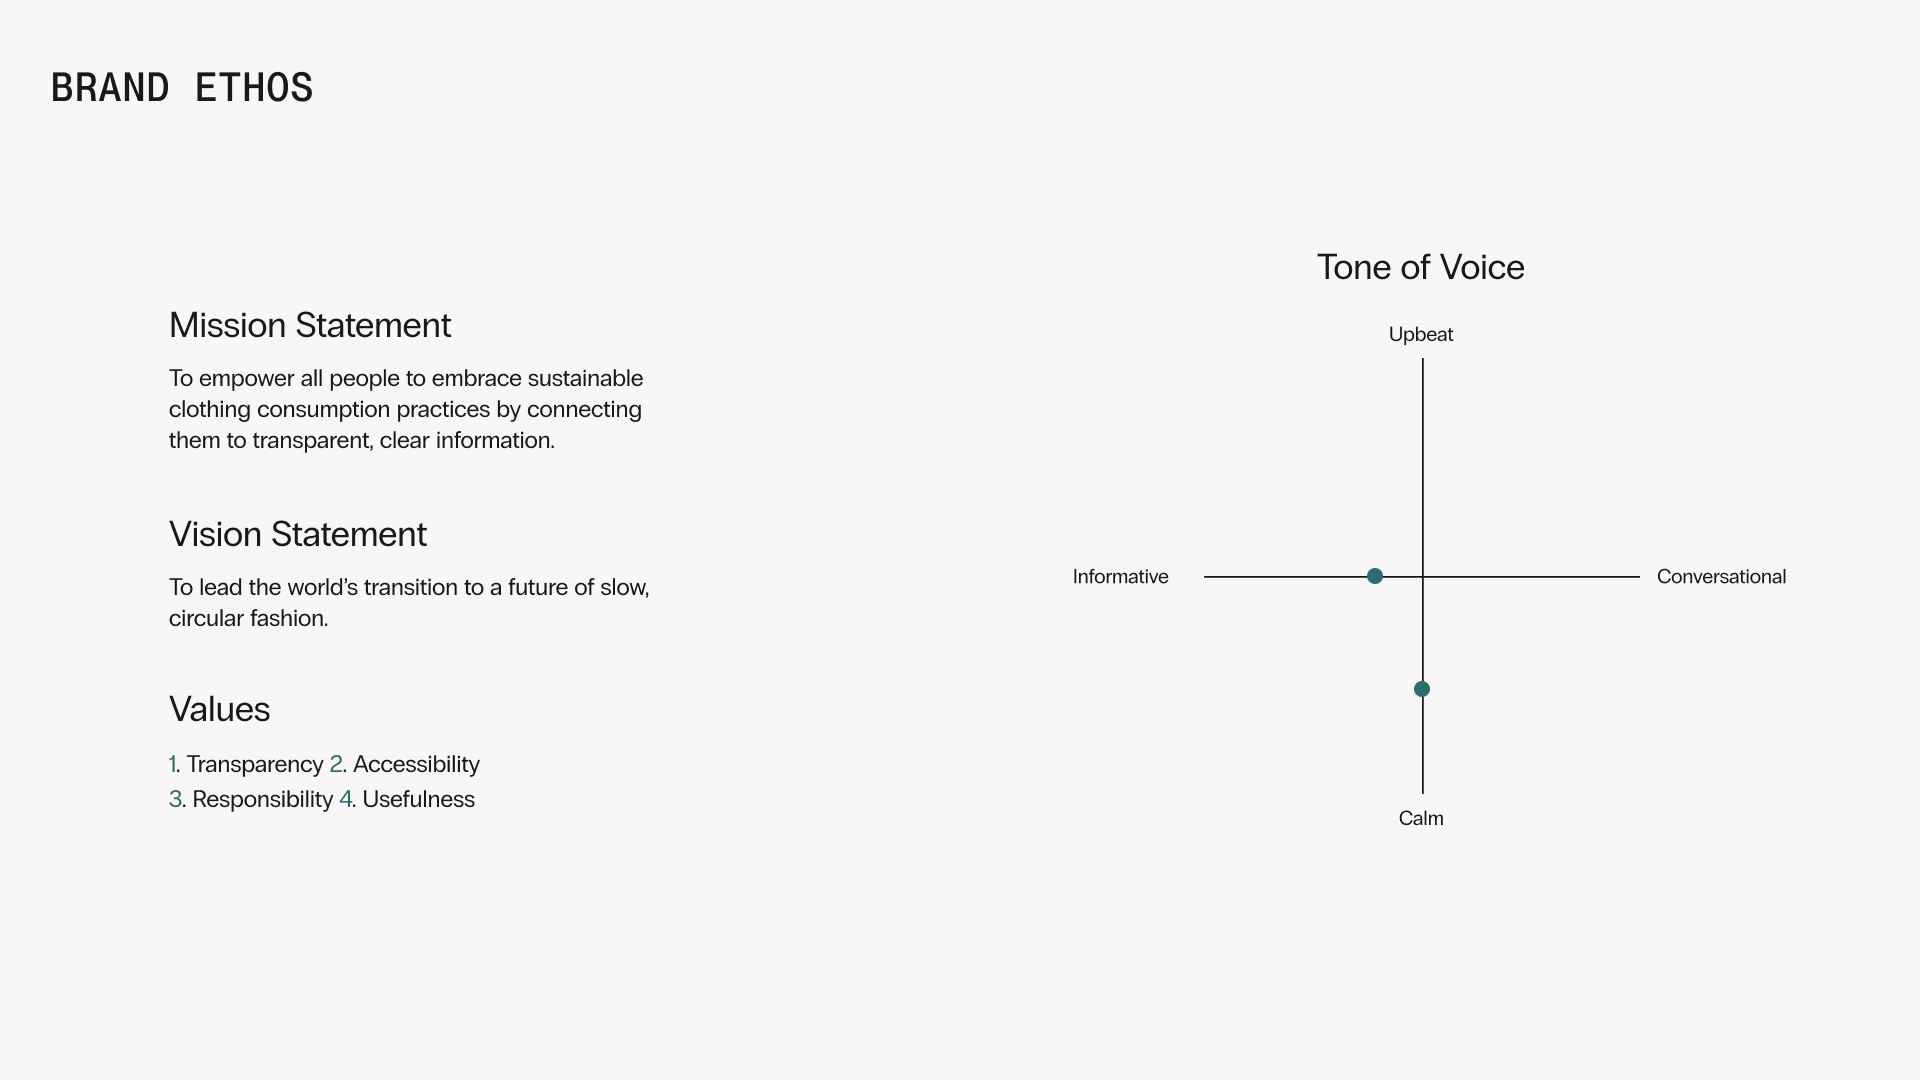 BRAND ETHOS
Mission Statement
To empower all people to embrace sustainable
clothing consumption practices by connecting
them to transparent, clear information.
Vision Statement
To lead the world’s transition to a future of slow,
circular fashion.
Values
1. Transparency 2. Accessibility
3. Responsibility 4. Usefulness
Tone of Voice
Upbeat
Informative
Conversational
Calm